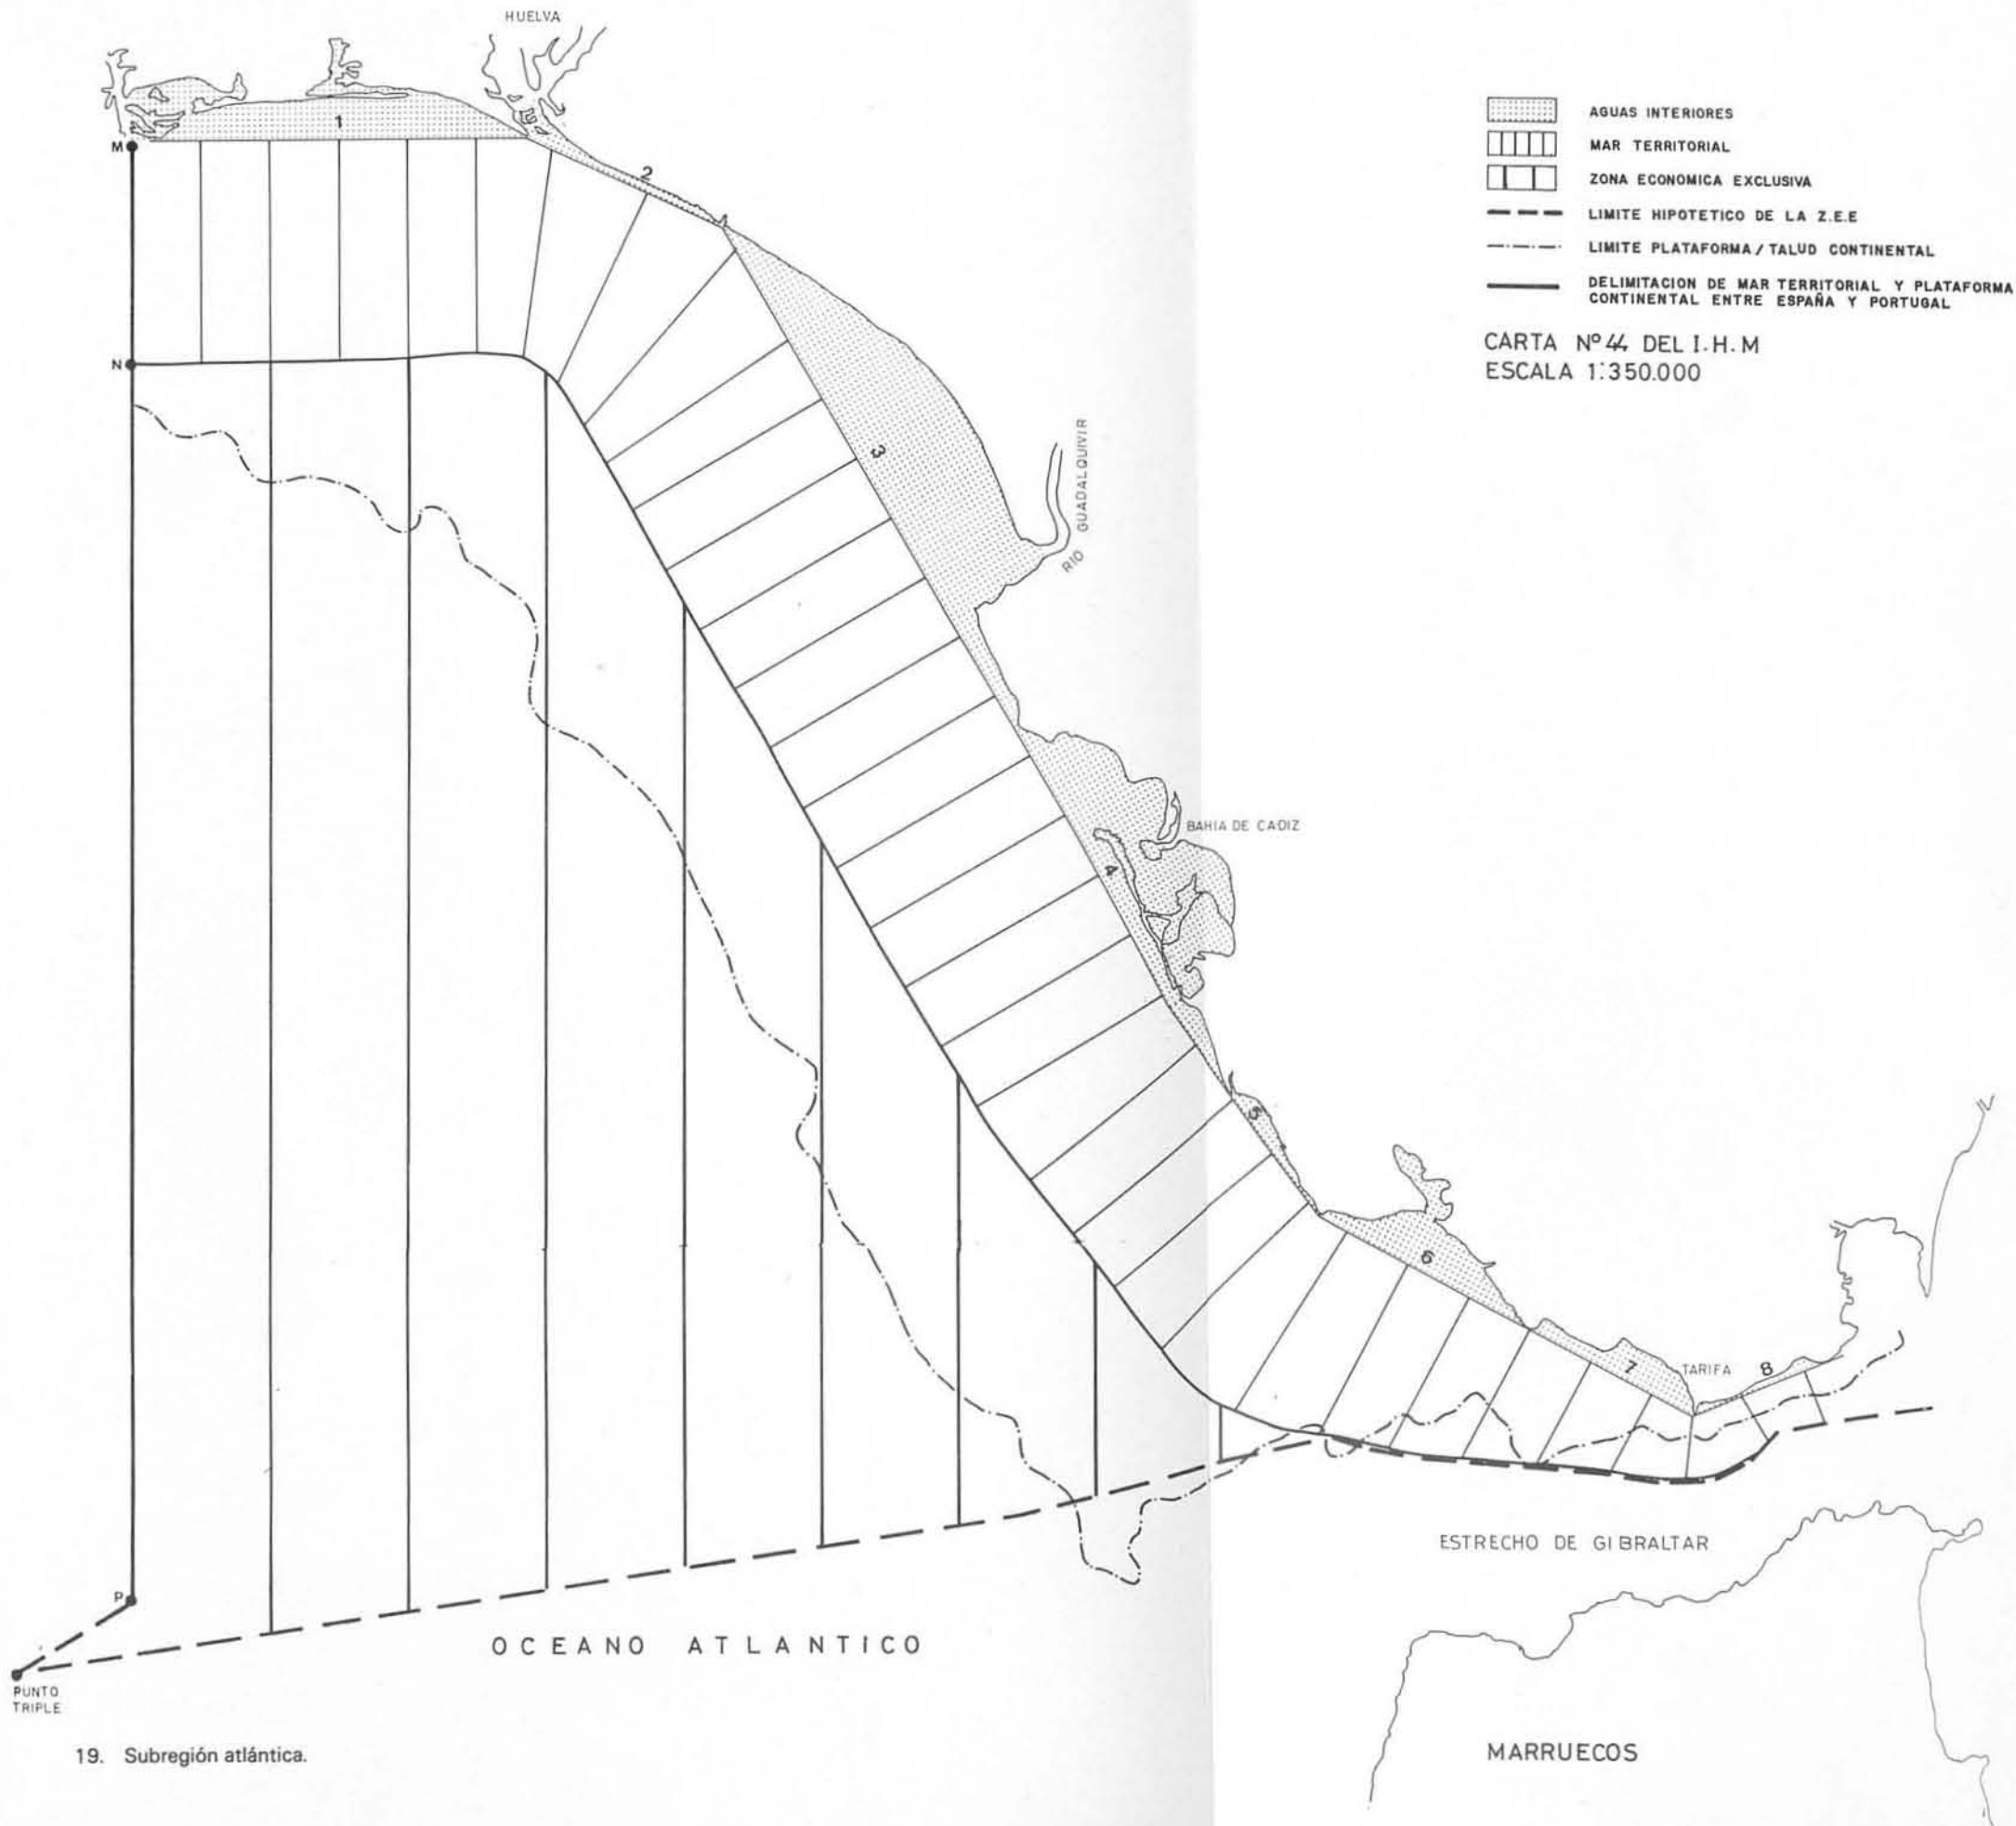 HUELVA
1
M
2
N
3
RIO GUADALQUIVIR
BAHIA DE CADIZ
4
5
6
7
TARIFA
8
P
PUNTO
TRIPLE
OCEANO ATLANTICO
ESTRECHO DE GIBRALTAR
MARRUECOS
AGUAS INTERIORES
MAR TERRITORIAL
ZONA ECONOMICA EXCLUSIVA
LIMITE HIPOTETICO DE LA Z.E.E
LIMITE PLATAFORMA / TALUD CONTINENTAL
DELIMITACION DE MAR TERRITORIAL Y PLATAFORMA
CONTINENTAL ENTRE ESPAÑA Y PORTUGAL
CARTA Nº 44 DEL I.H.M
ESCALA 1:350.000
19. Subregión atlántica.